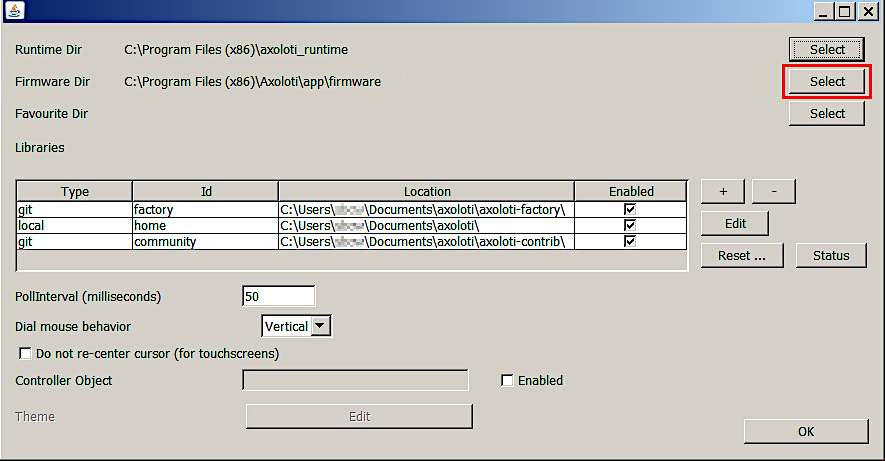 Runtime Dir C:\Program Files (x86)\axoloti_runtime Select
Firmware Dir C:\Program Files (x86)\Axoloti\app\firmware Select
Favourite Dir Select
Libraries
Type Id Location Enabled + -
git factory C:\Users\ \Documents\axoloti\axoloti-factory\
local home C:\Users\ \Documents\axoloti\ Edit
git community C:\Users\ \Documents\axoloti\axoloti-contrib\
Reset ... Status
PollInterval (milliseconds) 50
Dial mouse behavior Vertical
Do not re-center cursor (for touchscreens)
Controller Object Enabled
Theme Edit
OK